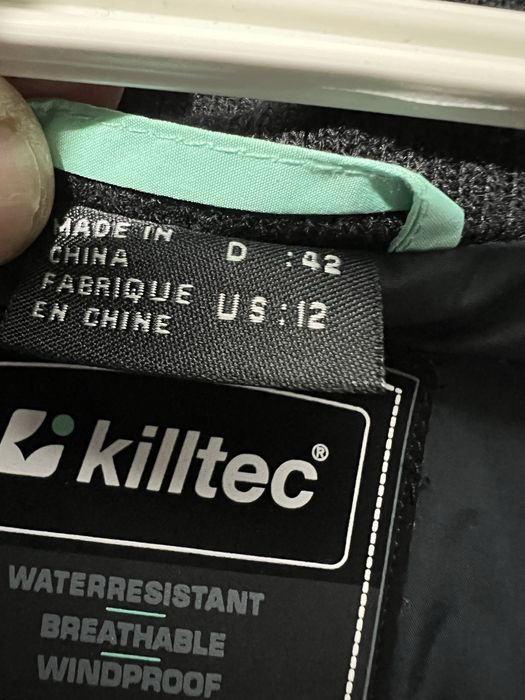 MADE IN
CHINA
FABRIQUE
EN CHINE
D :42
US:12
killtec®
WATERRESISTANT
BREATHABLE
WINDPROOF